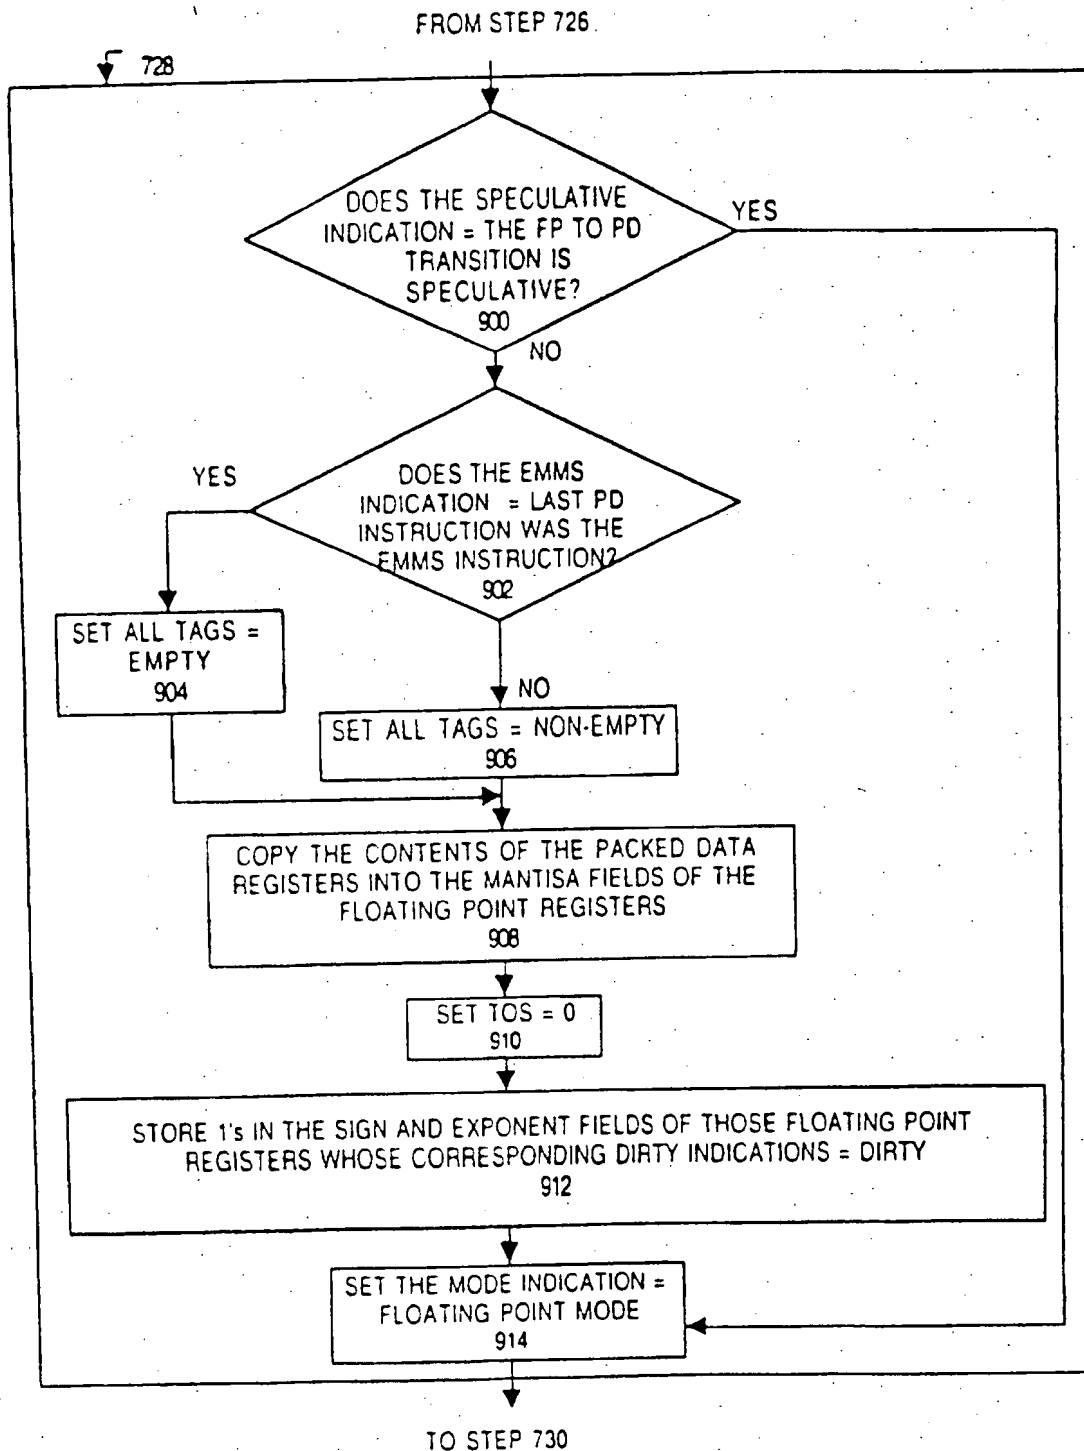 FROM STEP 726
728
DOES THE SPECULATIVE
INDICATION = THE FP TO PD
TRANSITION IS
SPECULATIVE?
900
YES
NO
DOES THE EMMS
INDICATION = LAST PD
INSTRUCTION WAS THE
EMMS INSTRUCTION?
902
YES
SET ALL TAGS =
EMPTY
904
NO
SET ALL TAGS = NON-EMPTY
906
COPY THE CONTENTS OF THE PACKED DATA
REGISTERS INTO THE MANTISA FIELDS OF THE
FLOATING POINT REGISTERS
908
SET TOS = 0
910
STORE 1's IN THE SIGN AND EXPONENT FIELDS OF THOSE FLOATING POINT
REGISTERS WHOSE CORRESPONDING DIRTY INDICATIONS = DIRTY
912
SET THE MODE INDICATION =
FLOATING POINT MODE
914
TO STEP 730